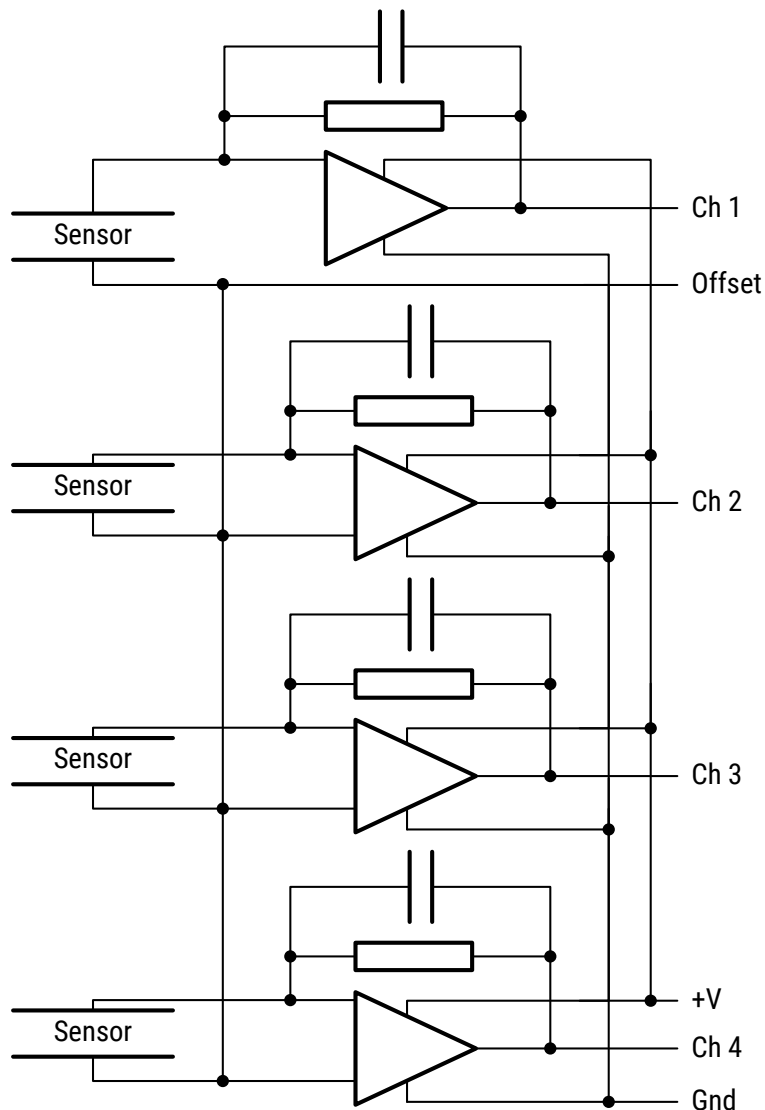 Sensor
Ch 1
Offset
Sensor
Ch 2
Sensor
Ch 3
+V
Sensor
Ch 4
Gnd